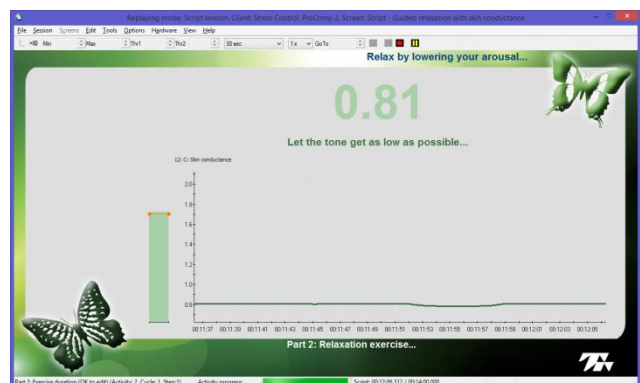 Replaying mode. Script session. Client: Stress Control, ProComp 2, Screen: Script - Guided relaxation with skin conductance
File Session Screens Edit Tools Options Hardware View Help
Min Max Thr1 Thr2 30 sec 1 x GoTo
Relax by lowering your arousal...
0.81
Let the tone get as low as possible...
12: C: Skin conductance
2.0
1.8
1.6
1.4
1.2
1.0
0.8
00:11:37 00:11:39 00:11:41 00:11:43 00:11:45 00:11:47 00:11:49 00:11:51 00:11:53 00:11:55 00:11:57 00:11:59 00:12:01 00:12:03 00:12:05
Part 2: Relaxation exercise...
Part 2: Exercise duration (OK to edit) (Activity: 2, Cycle: 1, Step:3) Activity progress: Script: 00:12:06.312 / 00:14:00.000